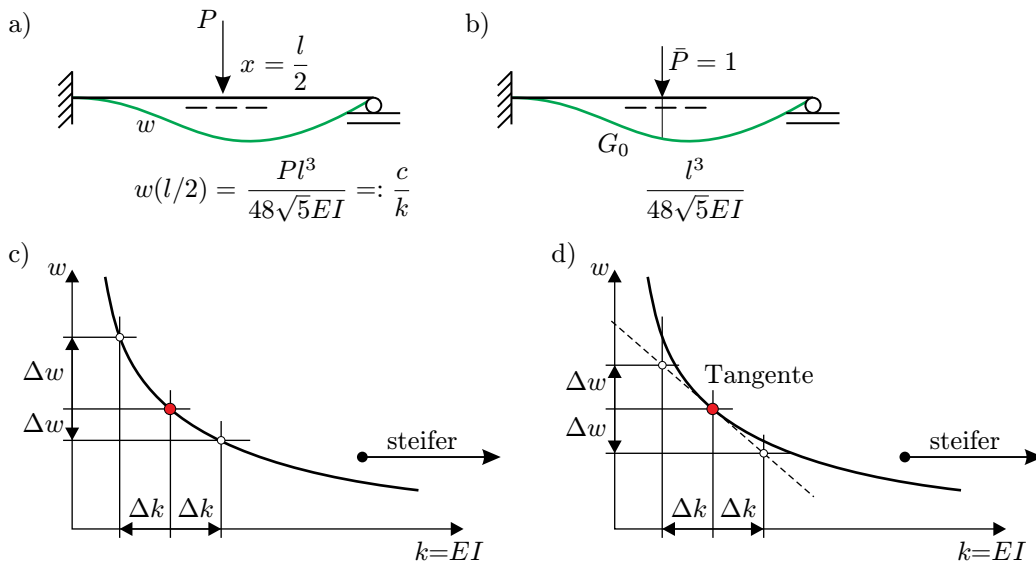 a)
P
x = l/2
w
w(l/2) = Pl³/(48√5EI) =: c/k
b)
P̄ = 1
G₀
l³/(48√5EI)
c)
w
Δw
Δw
steifer
Δk Δk
k=EI
d)
w
Tangente
Δw
Δw
steifer
Δk Δk
k=EI